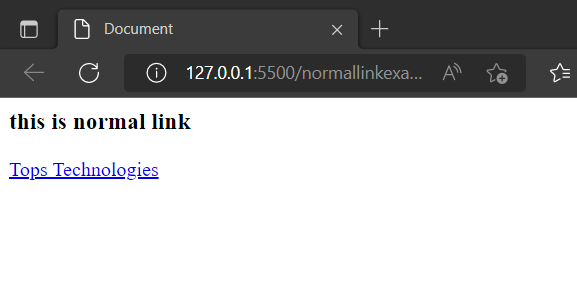 Document
127.0.0.1:5500/normallinkexa...
this is normal link
Tops Technologies